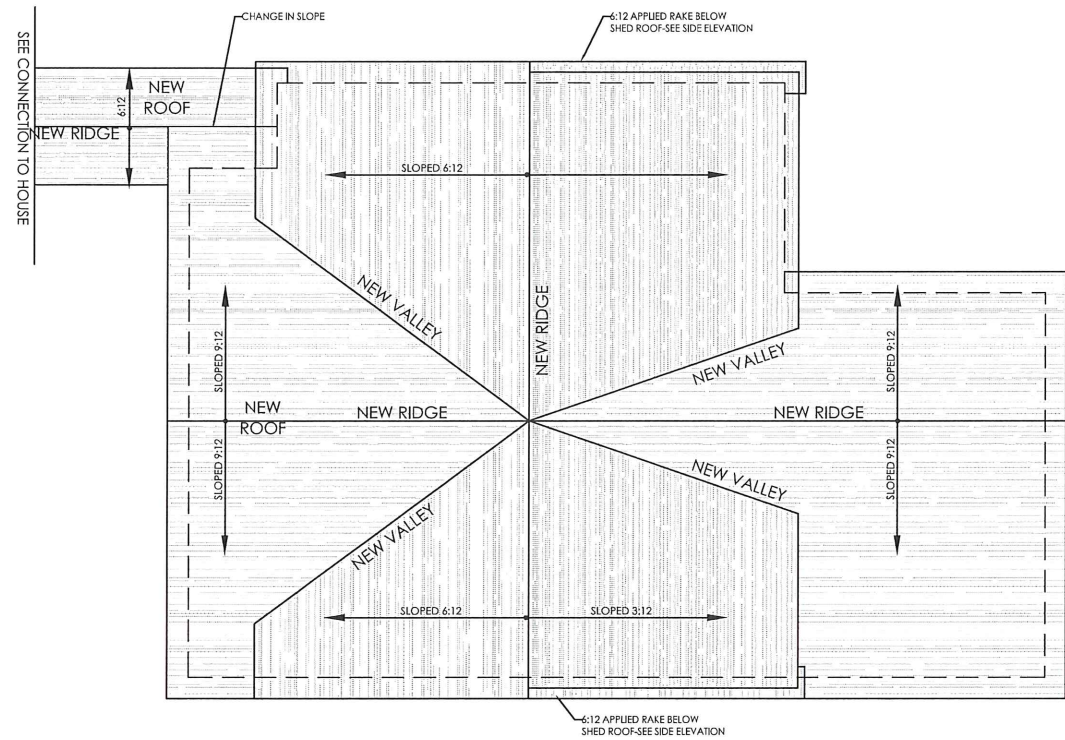 CHANGE IN SLOPE
6:12 APPLIED RAKE BELOW
SHED ROOF-SEE SIDE ELEVATION
SEE CONNECTION TO HOUSE
6:12
NEW
ROOF
NEW RIDGE
SLOPED 6:12
NEW VALLEY
NEW RIDGE
NEW VALLEY
SLOPED 9:12
SLOPED 9:12
NEW
ROOF
NEW RIDGE
NEW RIDGE
SLOPED 9:12
SLOPED 9:12
NEW VALLEY
NEW VALLEY
SLOPED 6:12
SLOPED 3:12
6:12 APPLIED RAKE BELOW
SHED ROOF-SEE SIDE ELEVATION